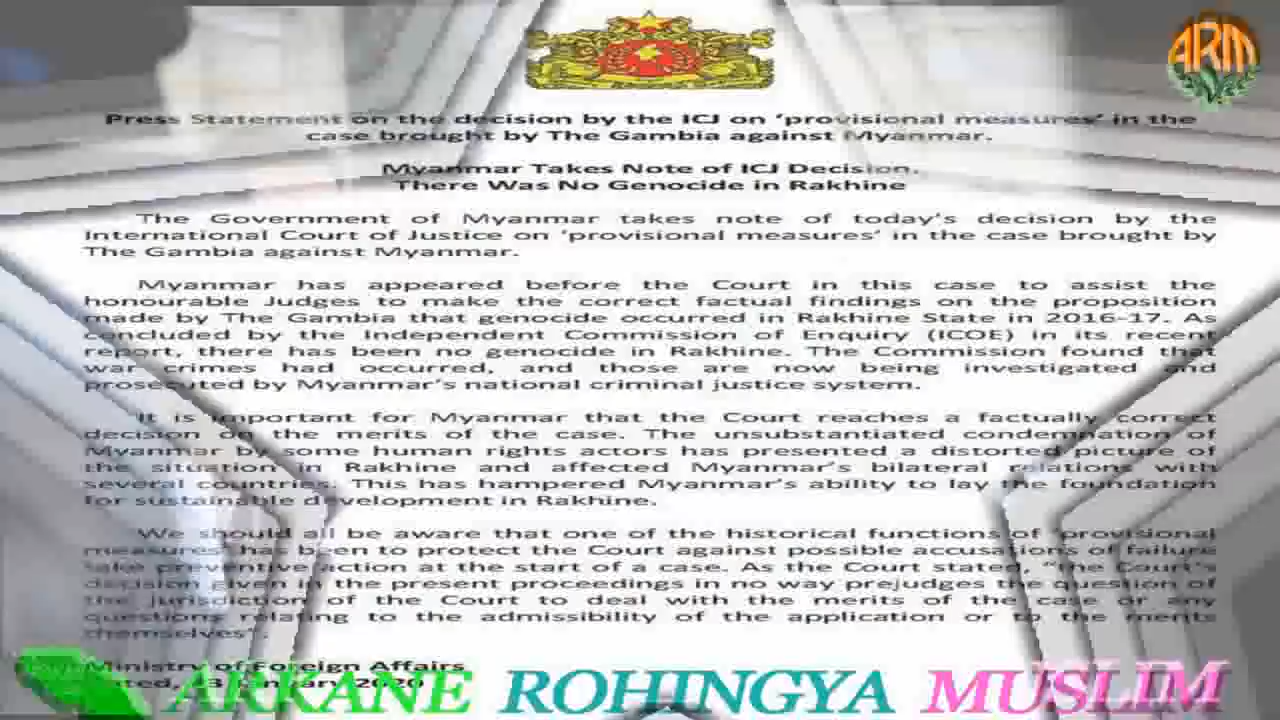 ARM
Press Statement on the decision by the ICJ on ‘provisional measures’ in the
case brought by The Gambia against Myanmar.
Myanmar Takes Note of ICJ Decision.
There Was No Genocide in Rakhine
The Government of Myanmar takes note of today's decision by the
International Court of Justice on ‘provisional measures’ in the case brought by
The Gambia against Myanmar.
Myanmar has appeared before the Court in this case to assist the
honourable Judges to make the correct factual findings on the proposition
made by The Gambia that genocide occurred in Rakhine State in 2016-17. As
concluded by the Independent Commission of Enquiry (ICOE) in its recent
report, there has been no genocide in Rakhine. The Commission found that
war crimes had occurred, and those are now being investigated and
prosecuted by Myanmar's national criminal justice system.
It is important for Myanmar that the Court reaches a factually correct
decision on the merits of the case. The unsubstantiated condemnation of
Myanmar by some human rights actors has presented a distorted picture of
the situation in Rakhine and affected Myanmar's bilateral relations with
several countries. This has hampered Myanmar's ability to lay the foundation
for sustainable development in Rakhine.
We should all be aware that one of the historical functions of provisional
measures has been to protect the Court against possible accusations of failure
take preventive action at the start of a case. As the Court stated, “the Court's
decision given in the present proceedings in no way prejudges the question of
the jurisdiction of the Court to deal with the merits of the case or any
questions relating to the admissibility of the application or to the merits
themselves”.
Ministry of Foreign Affairs
January 2020
ARKANE ROHINGYA MUSLIM